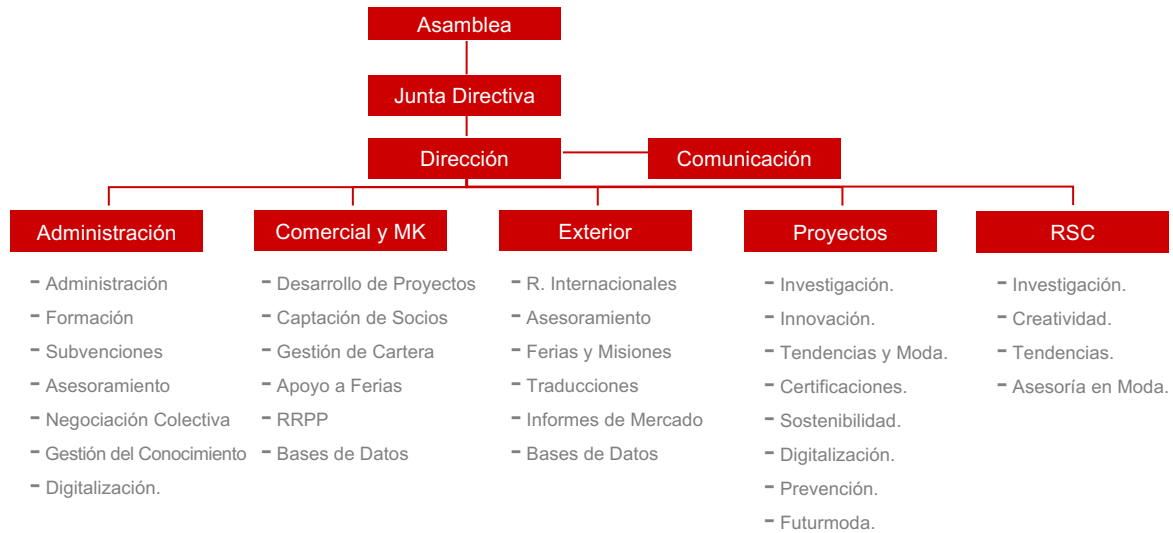 Asamblea
Junta Directiva
Dirección
Comunicación
Administración
- Administración
- Formación
- Subvenciones
- Asesoramiento
- Negociación Colectiva
- Gestión del Conocimiento
- Digitalización.
Comercial y MK
- Desarrollo de Proyectos
- Captación de Socios
- Gestión de Cartera
- Apoyo a Ferias
- RRPP
- Bases de Datos
Exterior
- R. Internacionales
- Asesoramiento
- Ferias y Misiones
- Traducciones
- Informes de Mercado
- Bases de Datos
Proyectos
- Investigación.
- Innovación.
- Tendencias y Moda.
- Certificaciones.
- Sostenibilidad.
- Digitalización.
- Prevención.
- Futurmoda.
RSC
- Investigación.
- Creatividad.
- Tendencias.
- Asesoría en Moda.